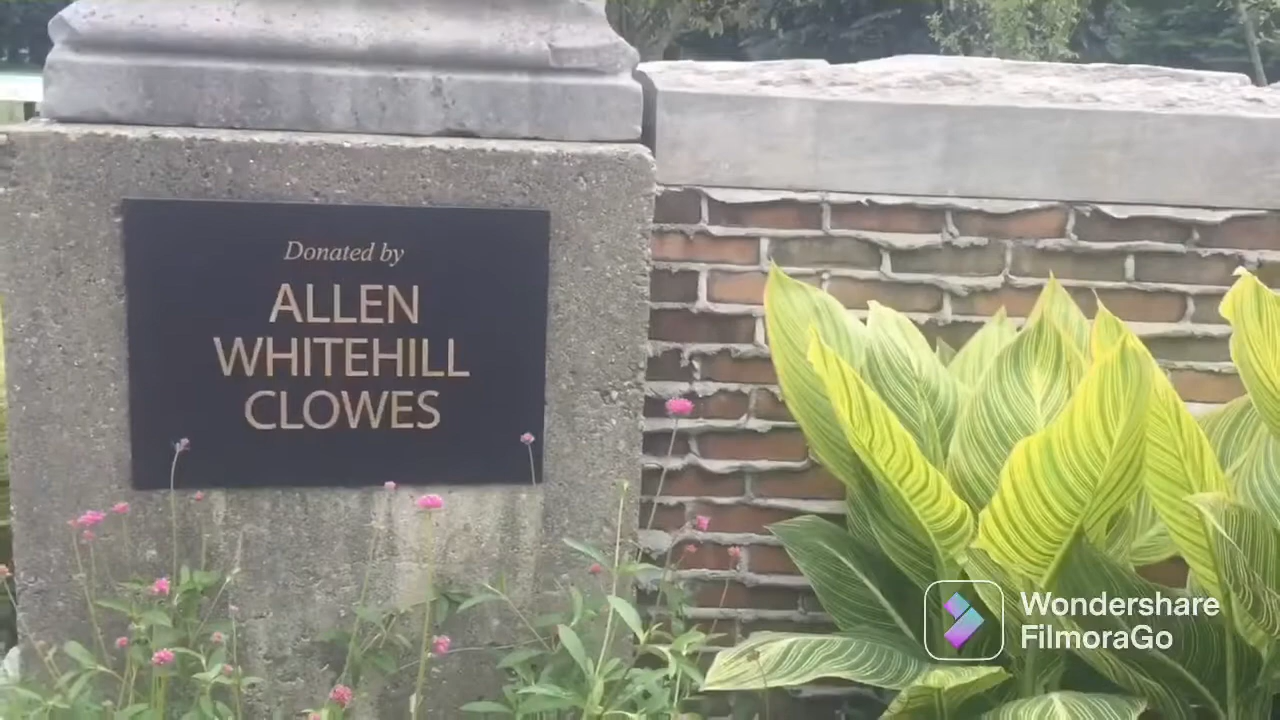 Donated by
ALLEN
WHITEHILL
CLOWES
Wondershare
FilmoraGo